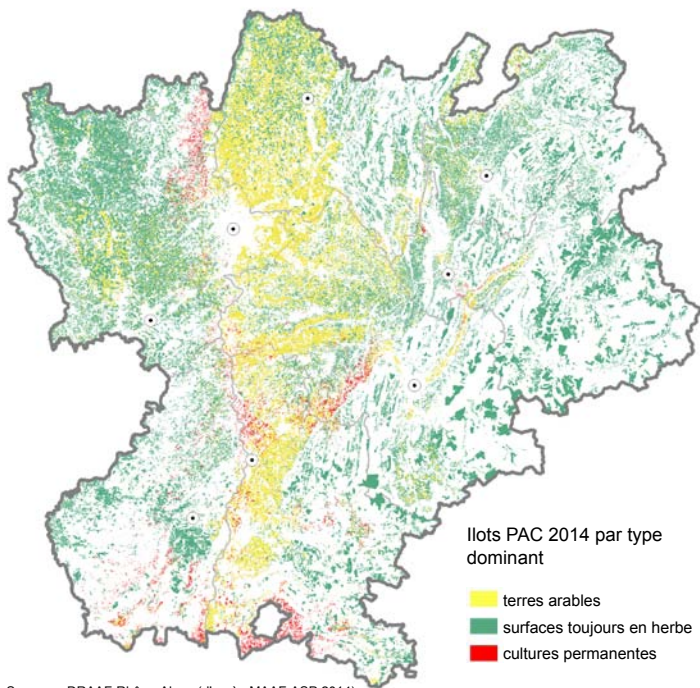 Ilots PAC 2014 par type
dominant
terres arables
surfaces toujours en herbe
cultures permanentes